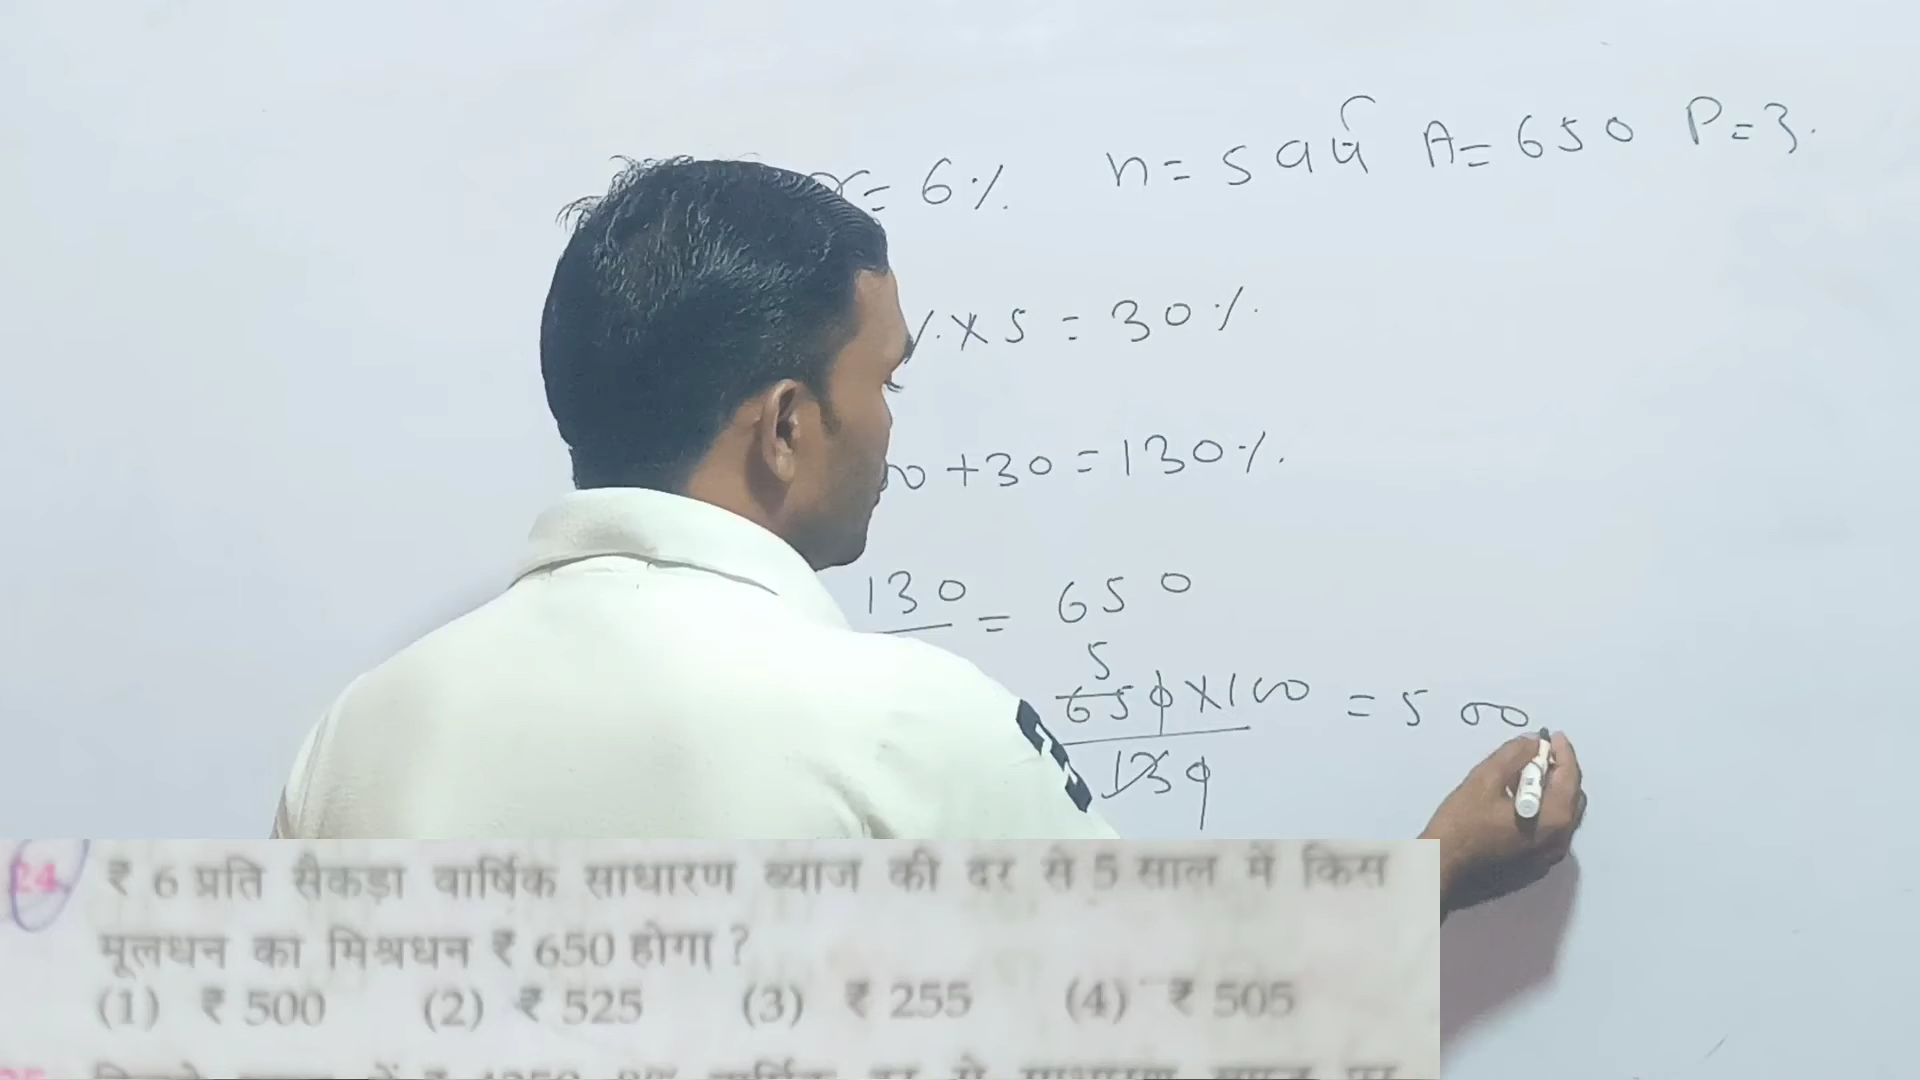 = 6% n = 5 वर्ष A = 650 P = ?
% × 5 = 30%
00 + 30 = 130%
130 = 650
5
650 × 100 = 500
130
24. ₹ 6 प्रति सैकड़ा वार्षिक साधारण ब्याज की दर से 5 साल में किस
मूलधन का मिश्रधन ₹ 650 होगा ?
(1) ₹ 500 (2) ₹ 525 (3) ₹ 255 (4) ₹ 505